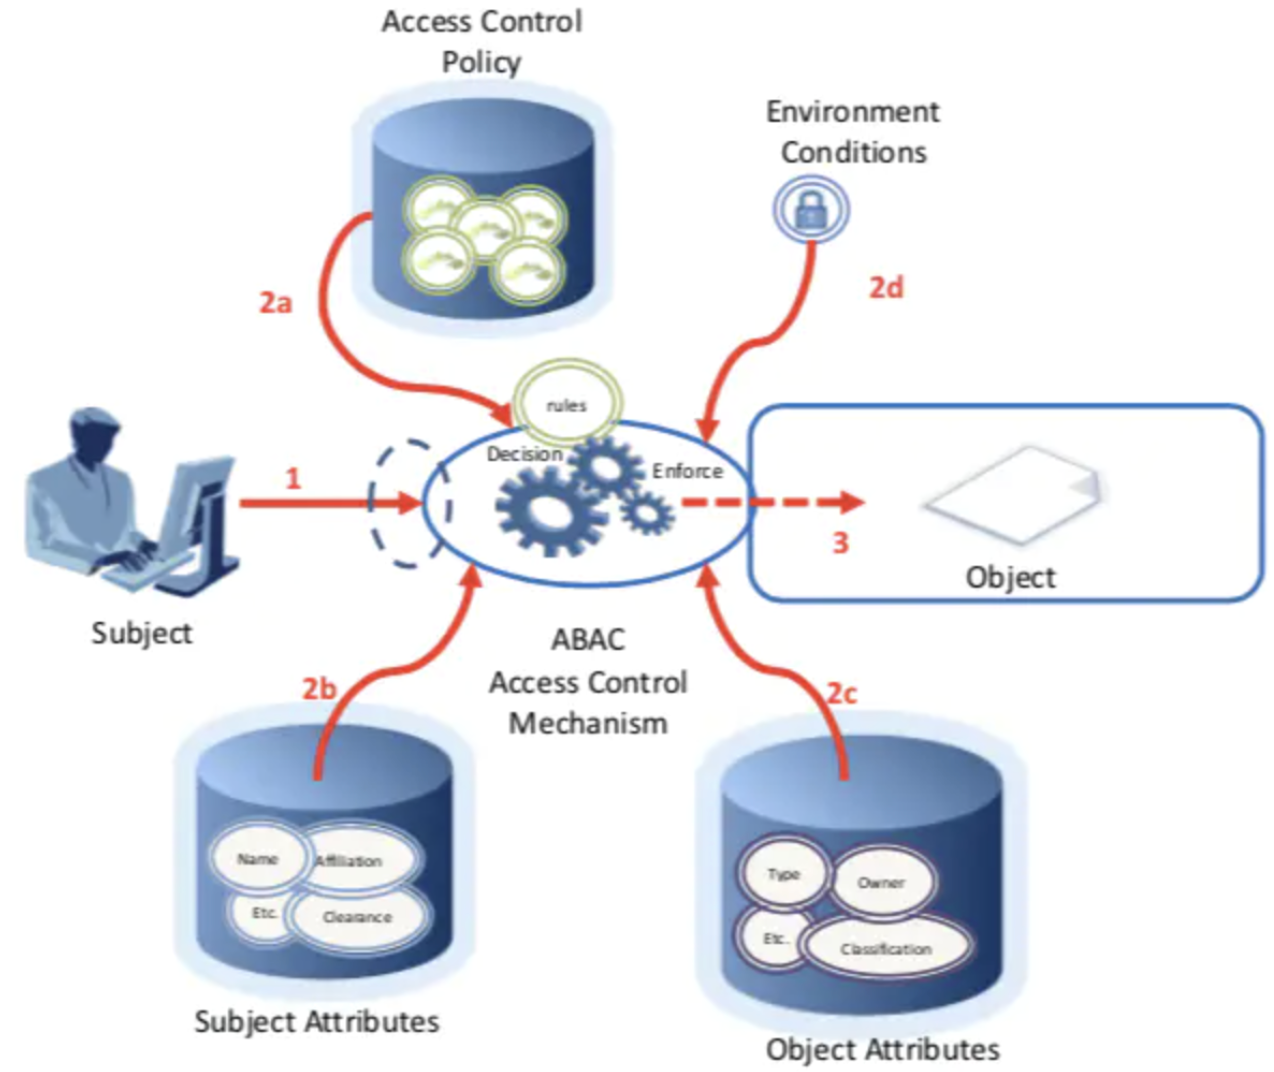 Access Control
Policy
Environment
Conditions
2a
2d
rules
Decision
Enforce
1
3
Object
Subject
ABAC
Access Control
Mechanism
2b
2c
Name
Affiliation
Etc.
Clearance
Type
Owner
Etc.
Classification
Subject Attributes
Object Attributes